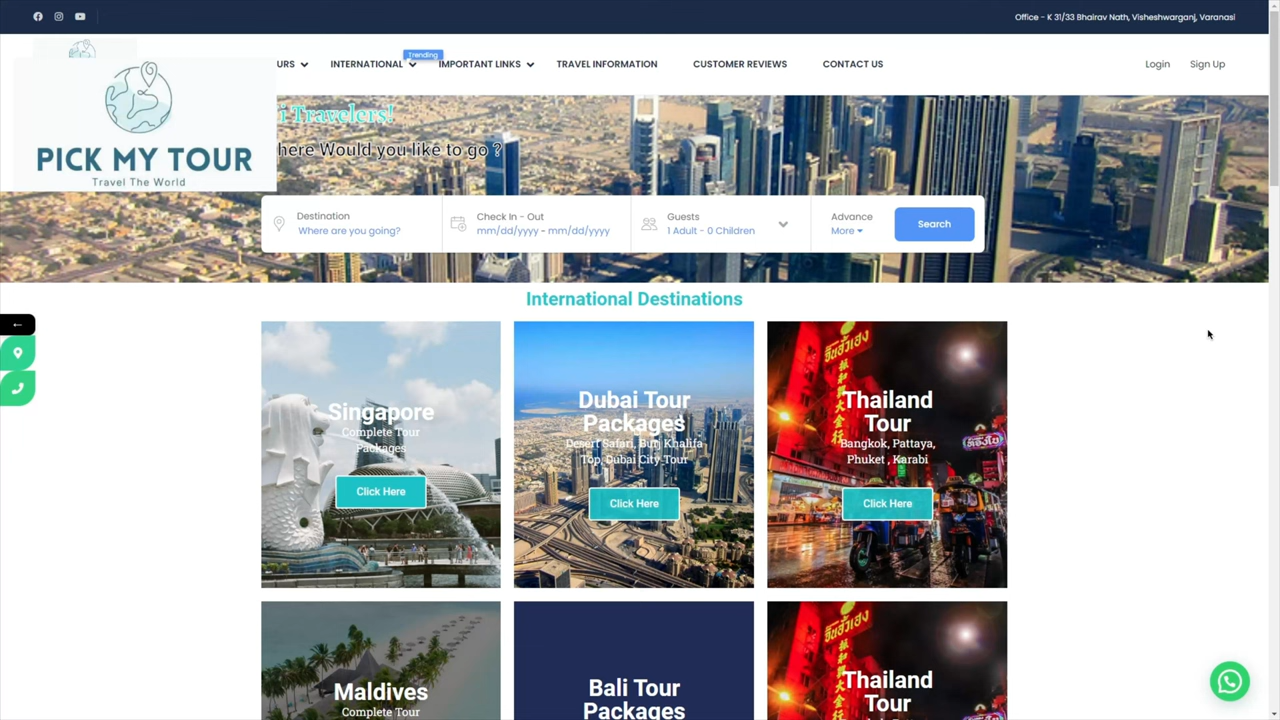 Office - K 31/33 Bhairav Nath, Visheshwarganj, Varanasi
Trending
URS
INTERNATIONAL
IMPORTANT LINKS
TRAVEL INFORMATION
CUSTOMER REVIEWS
CONTACT US
Login
Sign Up
PICK MY TOUR
Travel The World
i Travelers!
here Would you like to go ?
Destination
Where are you going?
Check In - Out
mm/dd/yyyy - mm/dd/yyyy
Guests
1 Adult - 0 Children
Advance
More
Search
International Destinations
Singapore
Complete Tour
Packages
Click Here
Dubai Tour
Packages
Desert Safari, Burj Khalifa
Top, Dubai City Tour
Click Here
Thailand
Tour
Bangkok, Pattaya,
Phuket , Karabi
Click Here
Maldives
Complete Tour
Bali Tour
Packages
Thailand
Tour